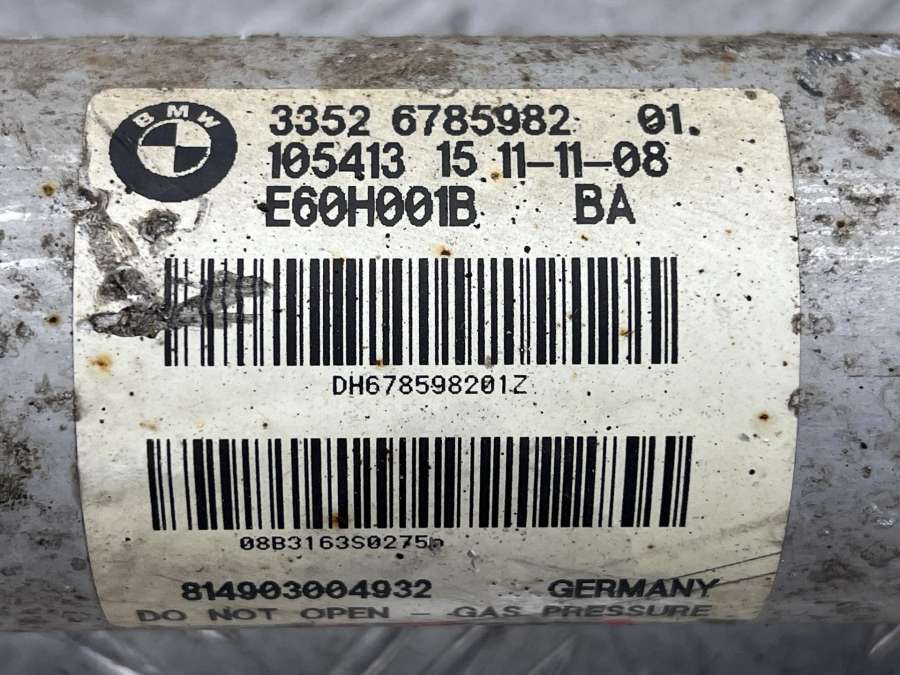 BMW
3352 6785982 01.
105413 15 11-11-08
E60H001B BA
DH678598201Z
814903004932 GERMANY
DO NOT OPEN - GAS PRESSURE